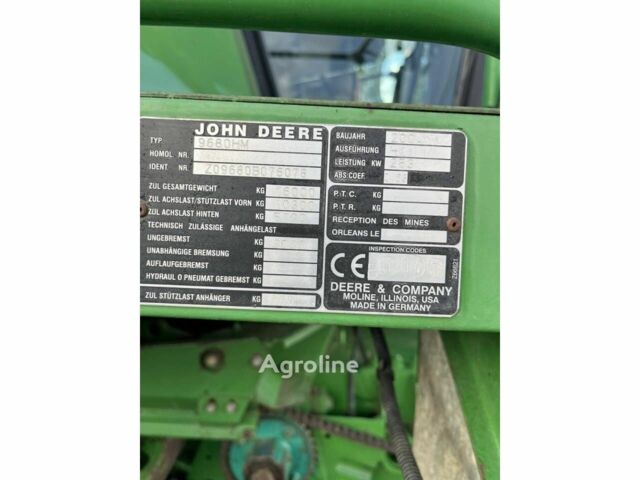 JOHN DEERE
TYP. 9680HM
HOMOL NR.
IDENT NR. Z09680B076078
ZUL GESAMTGEWICHT KG
ZUL ACHSLAST/STÜTZLAST VORN KG
ZUL ACHSLAST HINTEN KG
TECHNISCH ZULÄSSIGE ANHÄNGELAST
UNGEBREMST KG
UNABHÄNGIGE BREMSUNG KG
AUFLAUFGEBREMST KG
HYDRAUL O PNEUMAT GEBREMST KG
ZUL STÜTZLAST ANHÄNGER KG
BAUJAHR
AUSFÜHRUNG
LEISTUNG KW 283
ABS COEF.
P. T. C. KG
P. T. R. KG
RECEPTION DES MINES
ORLEANS LE
INSPECTION CODES
CE
DEERE & COMPANY
MOLINE, ILLINOIS, USA
MADE IN GERMANY
Z66821
Agroline